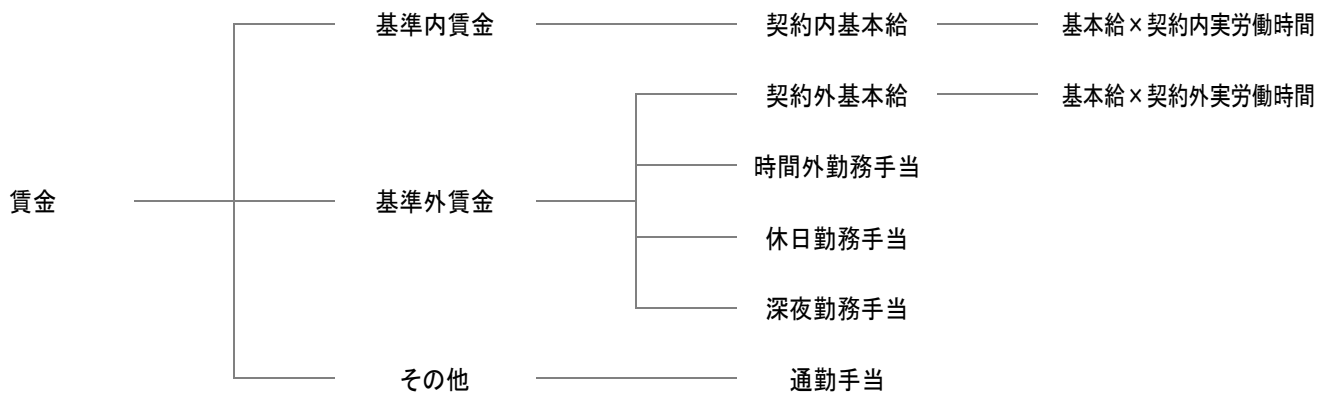 基準内賃金 契約内基本給 基本給×契約内実労働時間
契約外基本給 基本給×契約外実労働時間
時間外勤務手当
賃金 基準外賃金
休日勤務手当
深夜勤務手当
その他 通勤手当